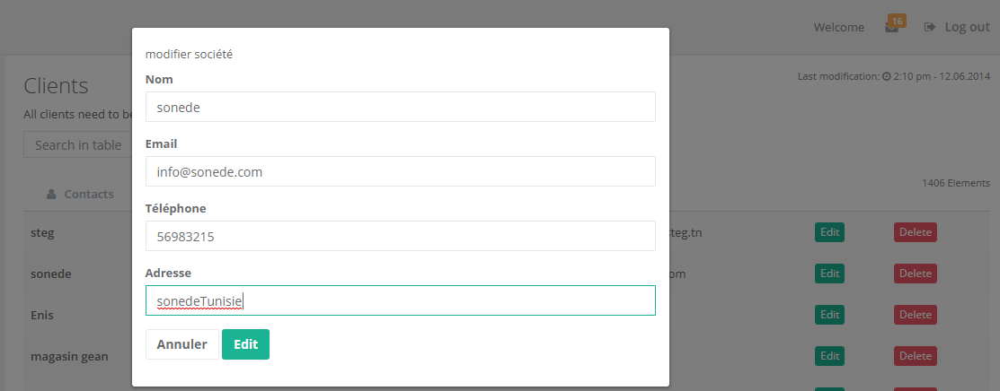 Welcome
16
Log out
modifier société
Clients
Last modification: 2:10 pm - 12.06.2014
Nom
sonede
All clients need to be
Search in table
Email
info@sonede.com
Contacts
1406 Elements
Téléphone
56983215
steg
steg.tn
Edit
Delete
Adresse
sonede
om
Edit
Delete
sonedeTunisie
Enis
Edit
Delete
Annuler
Edit
magasin gean
Edit
Delete